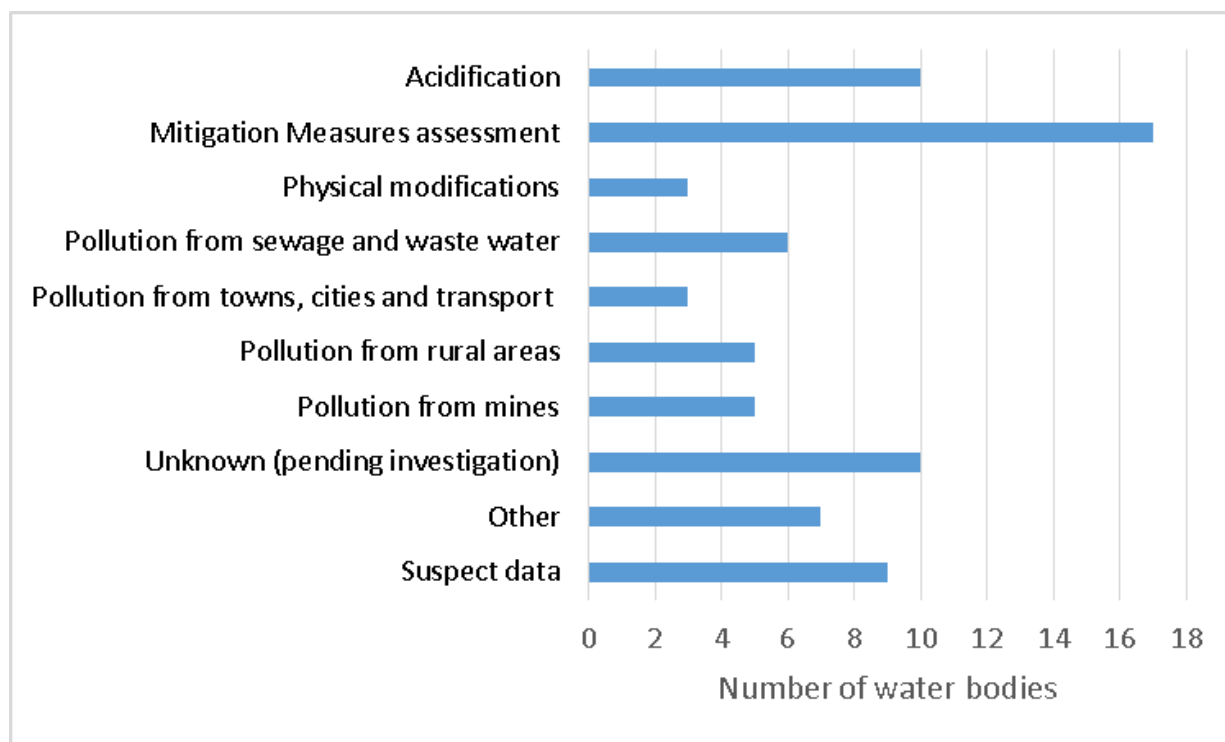 Acidification
Mitigation Measures assessment
Physical modifications
Pollution from sewage and waste water
Pollution from towns, cities and transport
Pollution from rural areas
Pollution from mines
Unknown (pending investigation)
Other
Suspect data
0 2 4 6 8 10 12 14 16 18
Number of water bodies